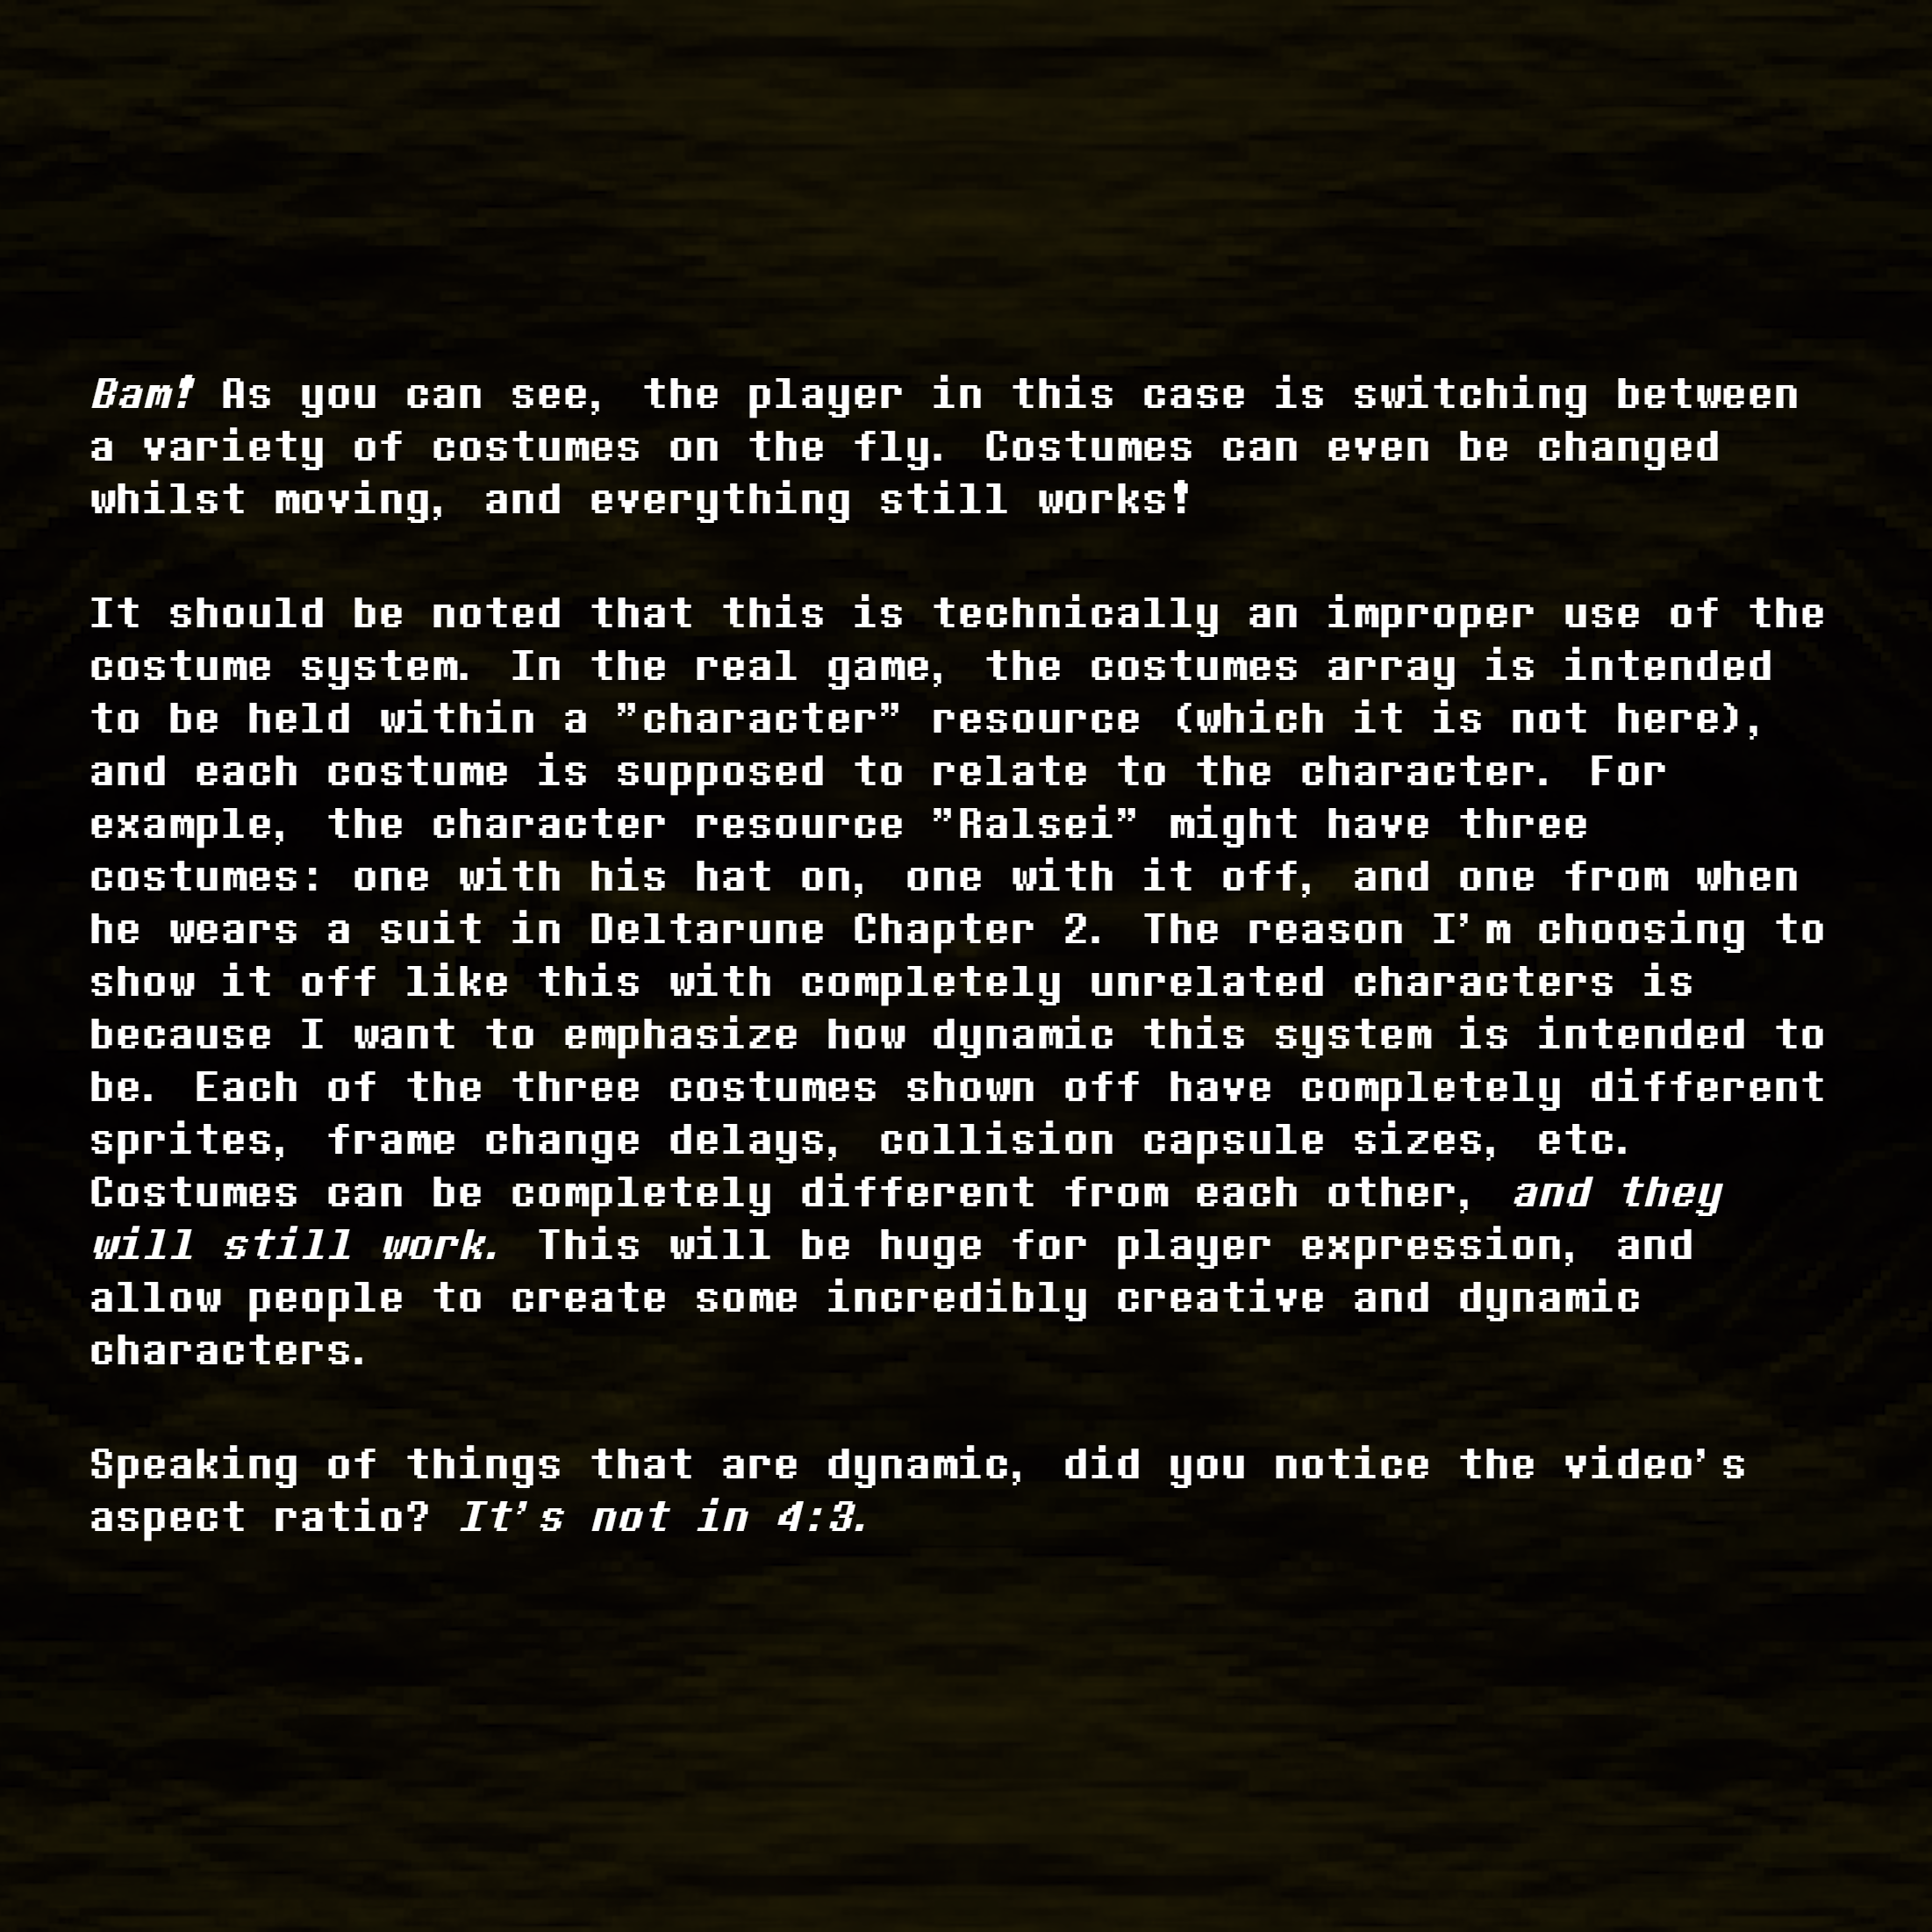 Bam! As you can see, the player in this case is switching between
a variety of costumes on the fly. Costumes can even be changed
whilst moving, and everything still works!
It should be noted that this is technically an improper use of the
costume system. In the real game, the costumes array is intended
to be held within a "character" resource (which it is not here),
and each costume is supposed to relate to the character. For
example, the character resource "Ralsei" might have three
costumes: one with his hat on, one with it off, and one from when
he wears a suit in Deltarune Chapter 2. The reason I'm choosing to
show it off like this with completely unrelated characters is
because I want to emphasize how dynamic this system is intended to
be. Each of the three costumes shown off have completely different
sprites, frame change delays, collision capsule sizes, etc.
Costumes can be completely different from each other, and they
will still work. This will be huge for player expression, and
allow people to create some incredibly creative and dynamic
characters.
Speaking of things that are dynamic, did you notice the video's
aspect ratio? It's not in 4:3.